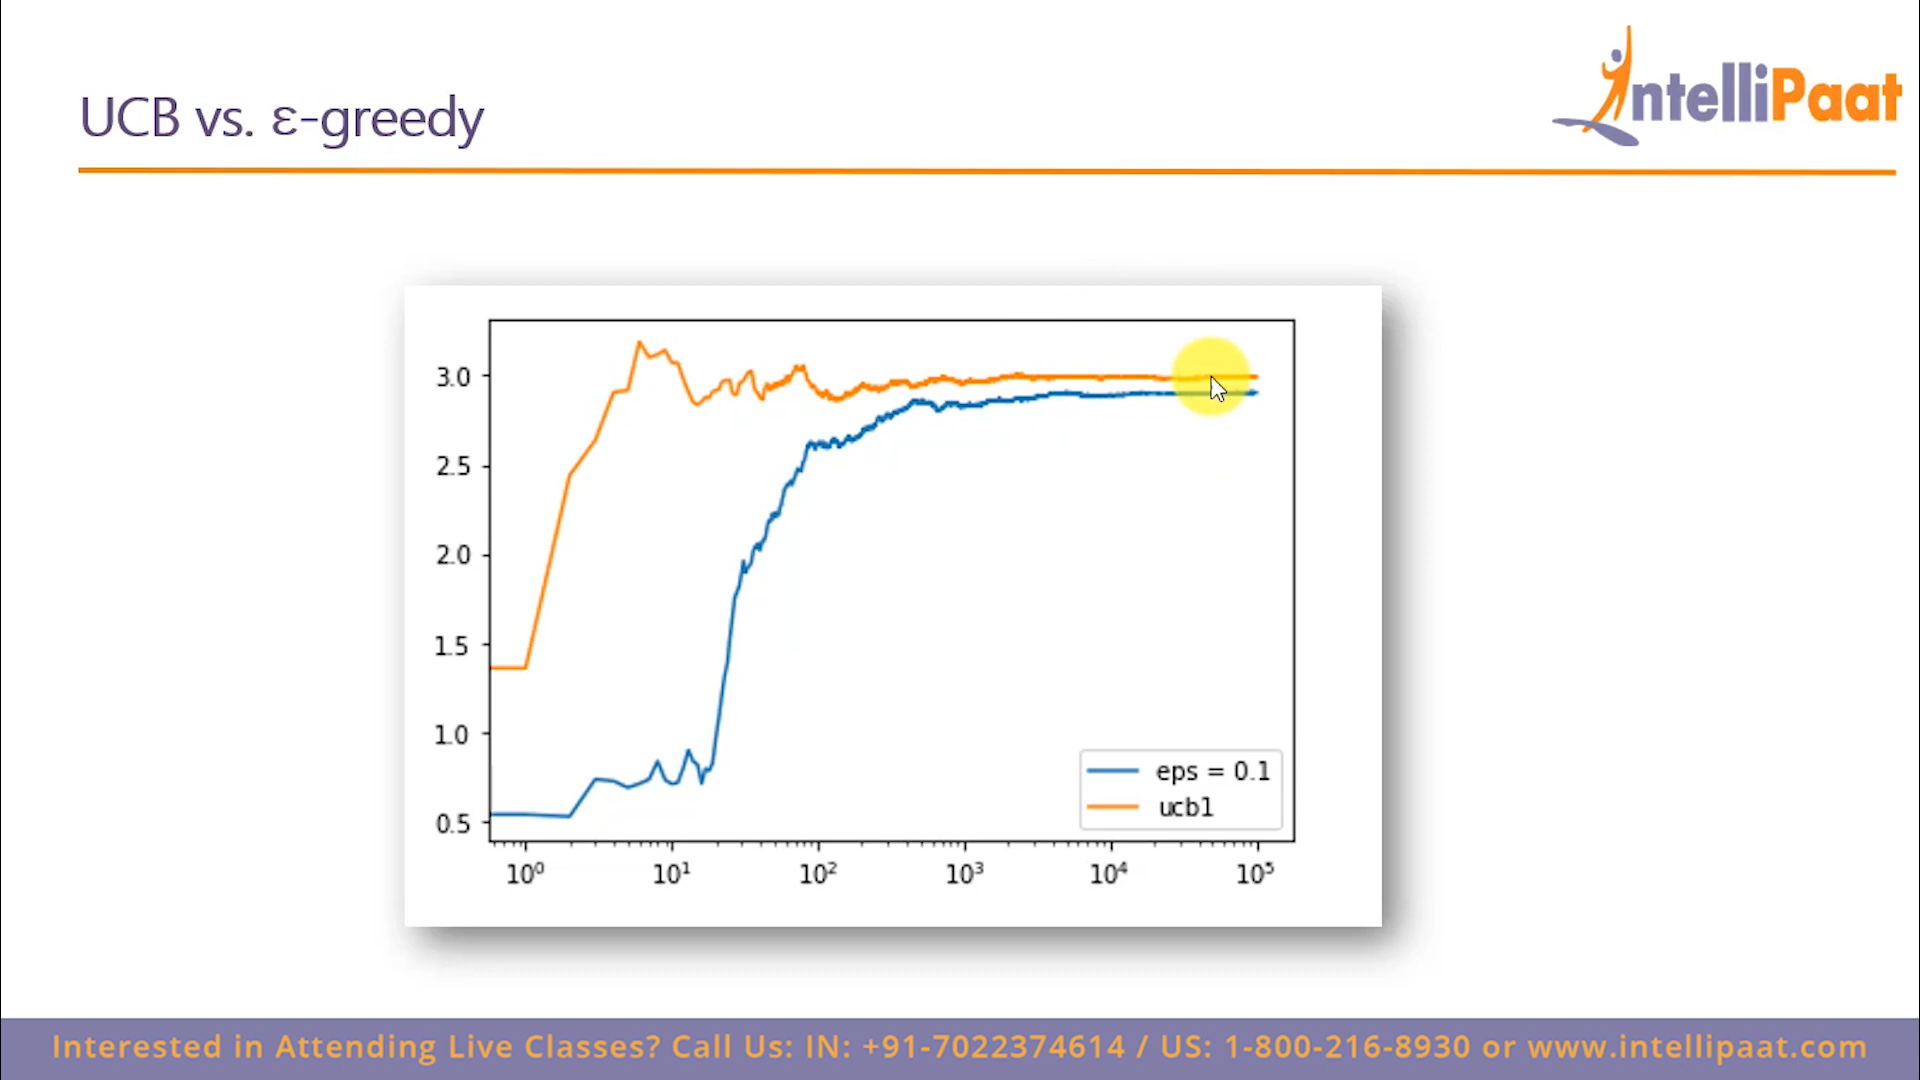 UCB vs. ε-greedy
IntelliPaat
3.0
2.5
2.0
1.5
1.0
0.5
10⁰ 10¹ 10² 10³ 10⁴ 10⁵
eps = 0.1
ucb1
Interested in Attending Live Classes? Call Us: IN: +91-7022374614 / US: 1-800-216-8930 or www.intellipaat.com